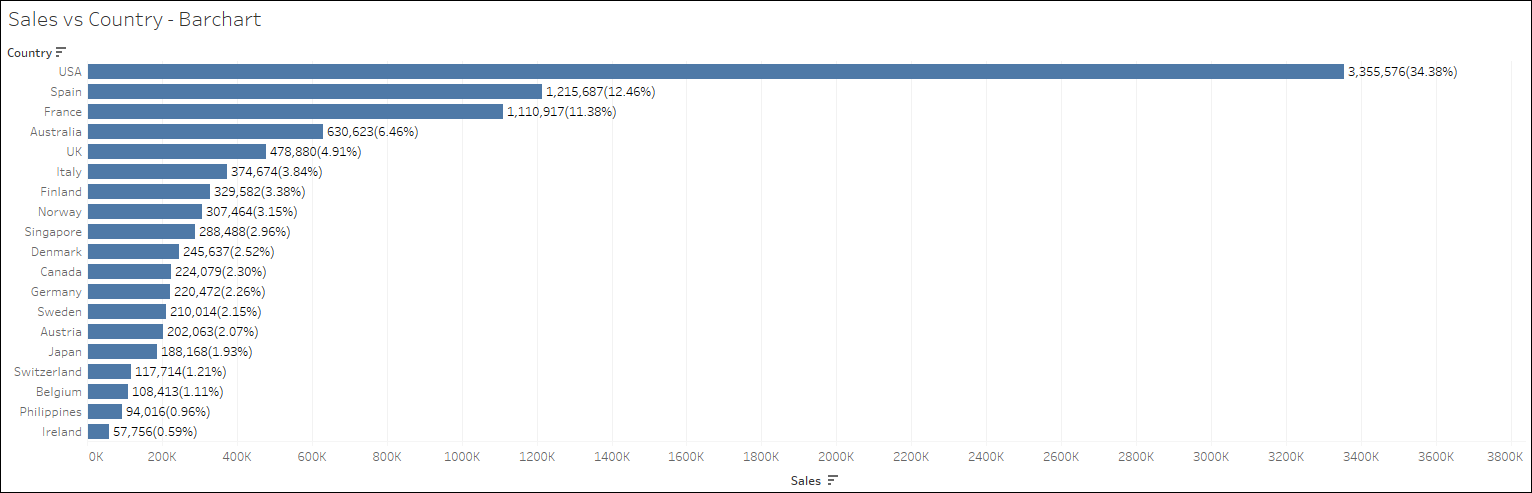 Sales vs Country - Barchart
Country
USA 3,355,576(34.38%)
Spain 1,215,687(12.46%)
France 1,110,917(11.38%)
Australia 630,623(6.46%)
UK 478,880(4.91%)
Italy 374,674(3.84%)
Finland 329,582(3.38%)
Norway 307,464(3.15%)
Singapore 288,488(2.96%)
Denmark 245,637(2.52%)
Canada 224,079(2.30%)
Germany 220,472(2.26%)
Sweden 210,014(2.15%)
Austria 202,063(2.07%)
Japan 188,168(1.93%)
Switzerland 117,714(1.21%)
Belgium 108,413(1.11%)
Philippines 94,016(0.96%)
Ireland 57,756(0.59%)
0K 200K 400K 600K 800K 1000K 1200K 1400K 1600K 1800K 2000K 2200K 2400K 2600K 2800K 3000K 3200K 3400K 3600K 3800K
Sales